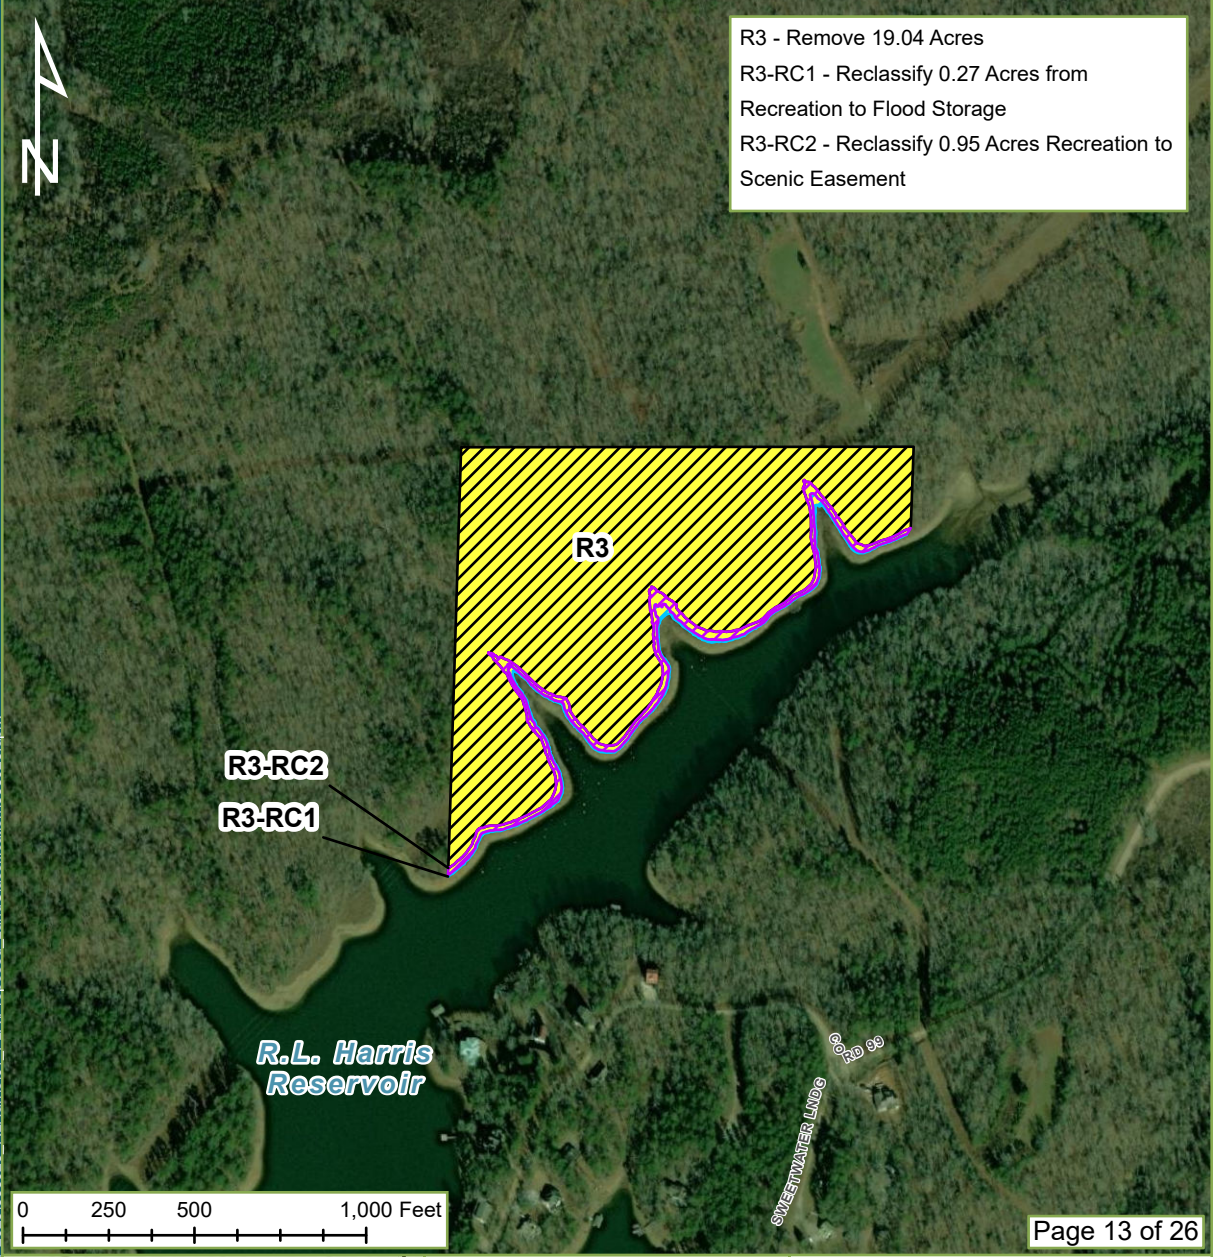 N
R3 - Remove 19.04 Acres
R3-RC1 - Reclassify 0.27 Acres from
Recreation to Flood Storage
R3-RC2 - Reclassify 0.95 Acres Recreation to
Scenic Easement
R3
R3-RC2
R3-RC1
R.L. Harris
Reservoir
CO RD 99
SWEETWATER LNDG
0 250 500 1,000 Feet
Page 13 of 26